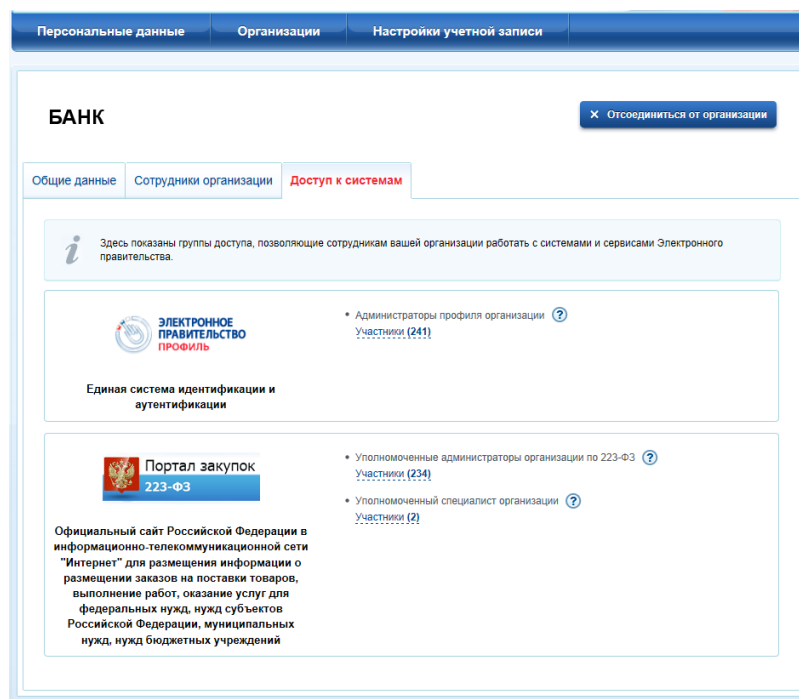 Персональные данные
Организации
Настройки учетной записи
БАНК
× Отсоединиться от организации
Общие данные
Сотрудники организации
Доступ к системам
Здесь показаны группы доступа, позволяющие сотрудникам вашей организации работать с системами и сервисами Электронного
правительства.
ЭЛЕКТРОННОЕ
ПРАВИТЕЛЬСТВО
ПРОФИЛЬ
Единая система идентификации и
аутентификации
• Администраторы профиля организации ?
Участники (241)
Портал закупок
223-ФЗ
Официальный сайт Российской Федерации в
информационно-телекоммуникационной сети
"Интернет" для размещения информации о
размещении заказов на поставки товаров,
выполнение работ, оказание услуг для
федеральных нужд, нужд субъектов
Российской Федерации, муниципальных
нужд, нужд бюджетных учреждений
• Уполномоченные администраторы организации по 223-ФЗ ?
Участники (234)
• Уполномоченный специалист организации ?
Участники (2)